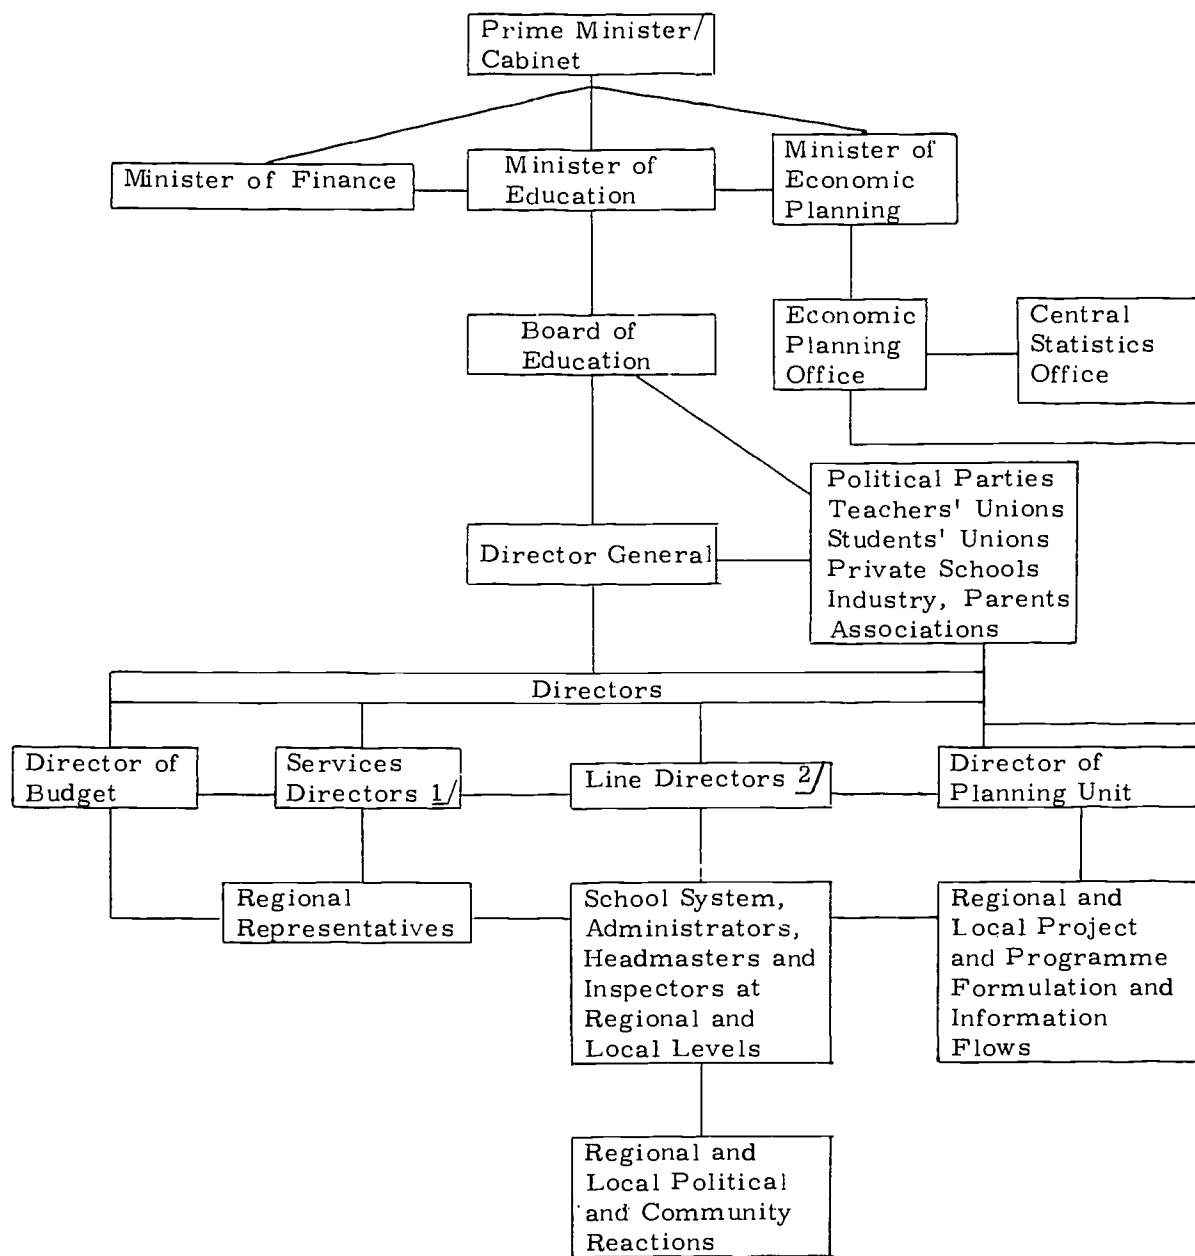 Prime Minister/
Cabinet
Minister of Finance
Minister of
Education
Minister of
Economic
Planning
Board of
Education
Economic
Planning
Office
Central
Statistics
Office
Political Parties
Teachers' Unions
Students' Unions
Private Schools
Industry, Parents
Associations
Director General
Directors
Director of
Budget
Services
Directors 1/
Line Directors 2/
Director of
Planning Unit
Regional
Representatives
School System,
Administrators,
Headmasters and
Inspectors at
Regional and
Local Levels
Regional and
Local Project
and Programme
Formulation and
Information
Flows
Regional and
Local Political
and Community
Reactions